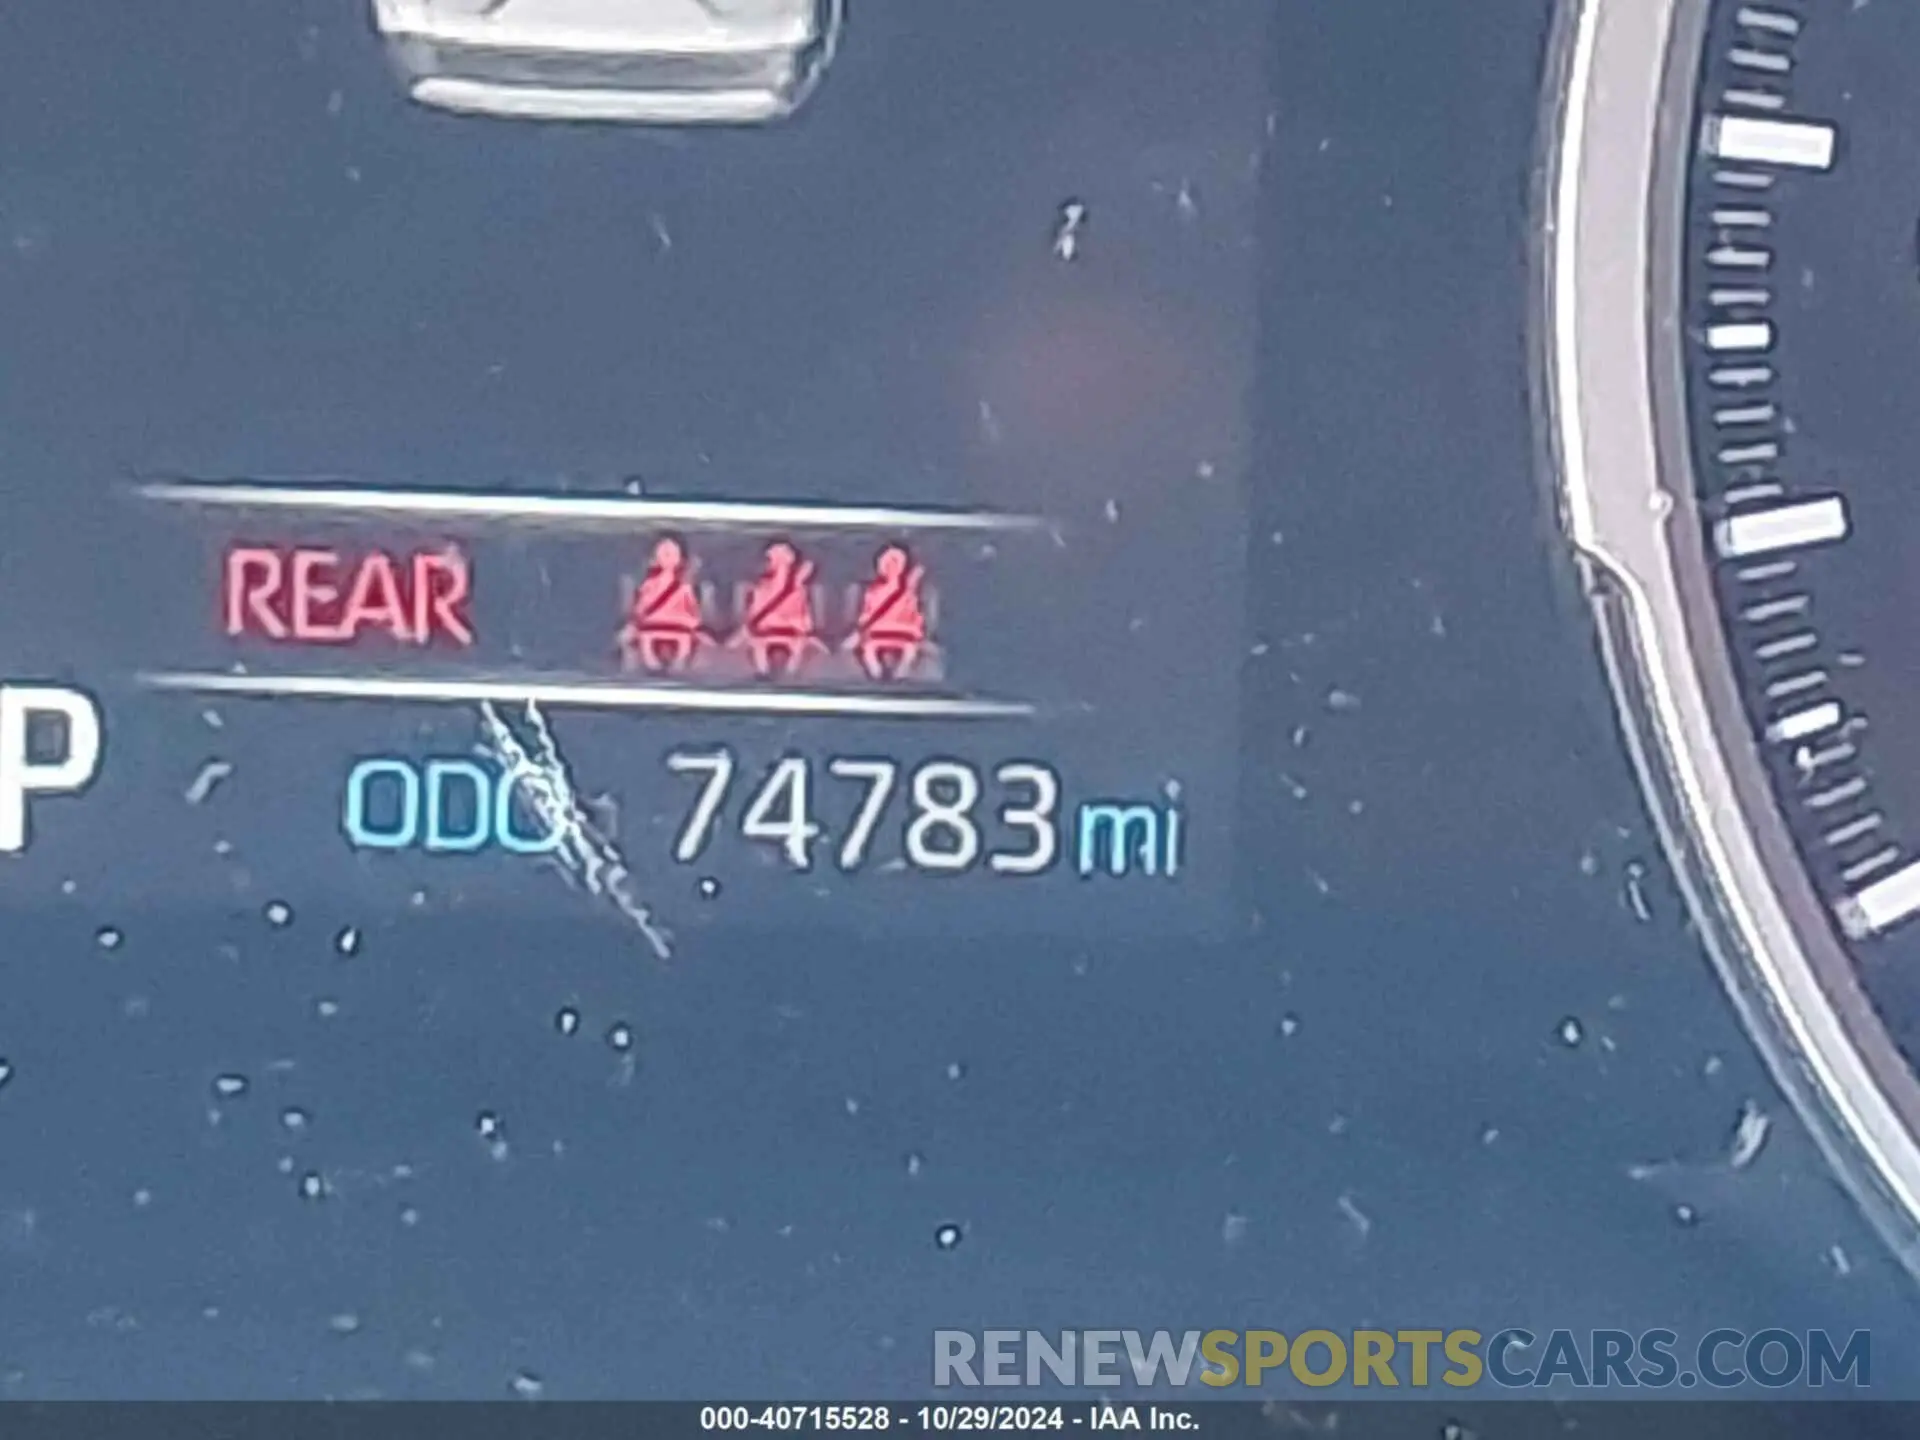 REAR
P
ODO 74783 mi
RENEWSPORTSCARS.COM
000-40715528 - 10/29/2024 - IAA Inc.